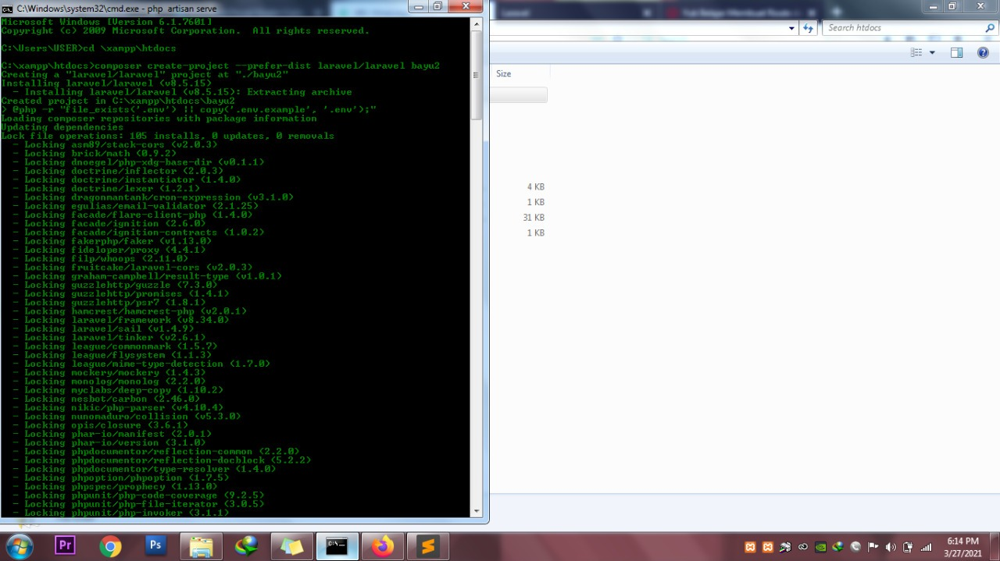 C:\Windows\system32\cmd.exe - php artisan serve
Microsoft Windows [Version 6.1.7601]
Copyright (c) 2009 Microsoft Corporation.  All rights reserved.
C:\Users\USER>cd \xampp\htdocs
C:\xampp\htdocs>composer create-project --prefer-dist laravel/laravel bayu2
Creating a "laravel/laravel" project at "./bayu2"
Installing laravel/laravel (v8.5.15)
- Installing laravel/laravel (v8.5.15): Extracting archive
Created project in C:\xampp\htdocs\bayu2
> @php -r "file_exists('.env') || copy('.env.example', '.env');"
Loading composer repositories with package information
Updating dependencies
Lock file operations: 105 installs, 0 updates, 0 removals
- Locking asm89/stack-cors (v2.0.3)
- Locking brick/math (0.9.2)
- Locking dnoegel/php-xdg-base-dir (v0.1.1)
- Locking doctrine/inflector (2.0.3)
- Locking doctrine/instantiator (1.4.0)
- Locking doctrine/lexer (1.2.1)
- Locking dragonmantank/cron-expression (v3.1.0)
- Locking egulias/email-validator (2.1.25)
- Locking facade/flare-client-php (1.4.0)
- Locking facade/ignition (2.6.0)
- Locking facade/ignition-contracts (1.0.2)
- Locking fakerphp/faker (v1.13.0)
- Locking fideloper/proxy (4.4.1)
- Locking filp/whoops (2.11.0)
- Locking fruitcake/laravel-cors (v2.0.3)
- Locking graham-campbell/result-type (v1.0.1)
- Locking guzzlehttp/guzzle (7.3.0)
- Locking guzzlehttp/promises (1.4.1)
- Locking guzzlehttp/psr7 (1.8.1)
- Locking hamcrest/hamcrest-php (v2.0.1)
- Locking laravel/framework (v8.34.0)
- Locking laravel/sail (v1.4.9)
- Locking laravel/tinker (v2.6.1)
- Locking league/commonmark (1.5.7)
- Locking league/flysystem (1.1.3)
- Locking league/mime-type-detection (1.7.0)
- Locking mockery/mockery (1.4.3)
- Locking monolog/monolog (2.2.0)
- Locking myclabs/deep-copy (1.10.2)
- Locking nesbot/carbon (2.46.0)
- Locking nikic/php-parser (v4.10.4)
- Locking nunomaduro/collision (v5.3.0)
- Locking opis/closure (3.6.1)
- Locking phar-io/manifest (2.0.1)
- Locking phar-io/version (3.1.0)
- Locking phpdocumentor/reflection-common (2.2.0)
- Locking phpdocumentor/reflection-docblock (5.2.2)
- Locking phpdocumentor/type-resolver (1.4.0)
- Locking phpoption/phpoption (1.7.5)
- Locking phpspec/prophecy (1.13.0)
- Locking phpunit/php-code-coverage (9.2.5)
- Locking phpunit/php-file-iterator (3.0.5)
- Locking phpunit/php-invoker (3.1.1)
Search htdocs
Size
4 KB
1 KB
31 KB
1 KB
Pr
Ps
C:\
6:14 PM
3/27/2021